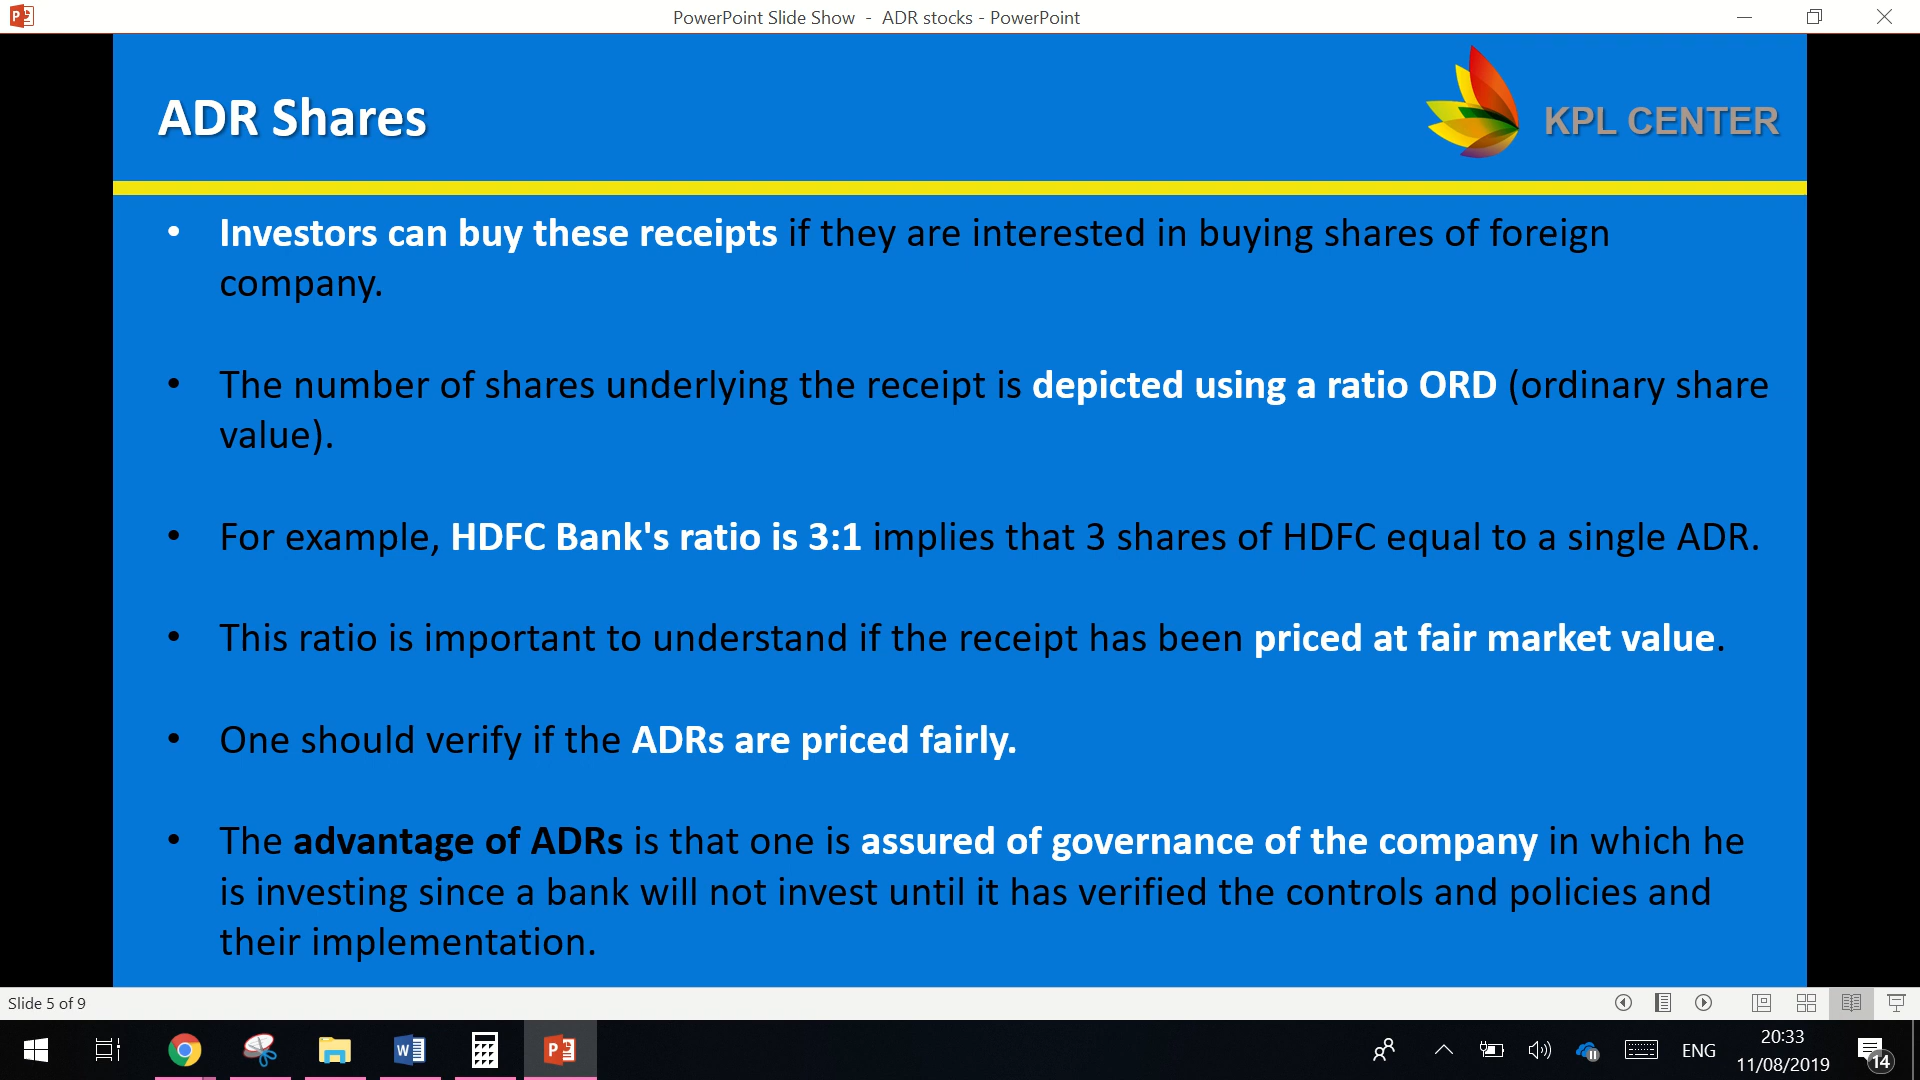 PowerPoint Slide Show - ADR stocks - PowerPoint
ADR Shares
KPL CENTER
• Investors can buy these receipts if they are interested in buying shares of foreign
company.
• The number of shares underlying the receipt is depicted using a ratio ORD (ordinary share
value).
• For example, HDFC Bank's ratio is 3:1 implies that 3 shares of HDFC equal to a single ADR.
• This ratio is important to understand if the receipt has been priced at fair market value.
• One should verify if the ADRs are priced fairly.
• The advantage of ADRs is that one is assured of governance of the company in which he
is investing since a bank will not invest until it has verified the controls and policies and
their implementation.
Slide 5 of 9
ENG
20:33
11/08/2019
14